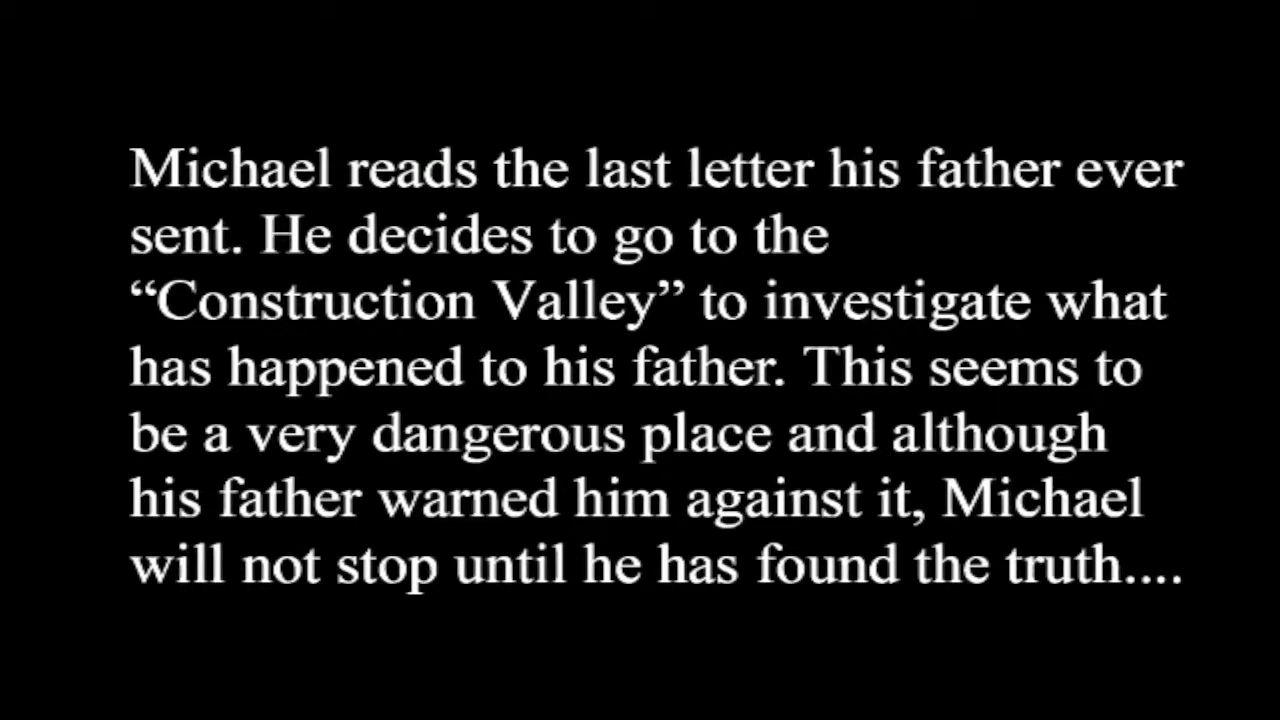 Michael reads the last letter his father ever
sent. He decides to go to the
“Construction Valley” to investigate what
has happened to his father. This seems to
be a very dangerous place and although
his father warned him against it, Michael
will not stop until he has found the truth....